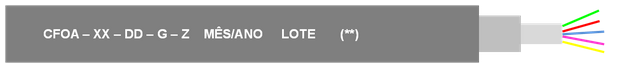 CFOA – XX – DD – G – Z MÊS/ANO LOTE (**)